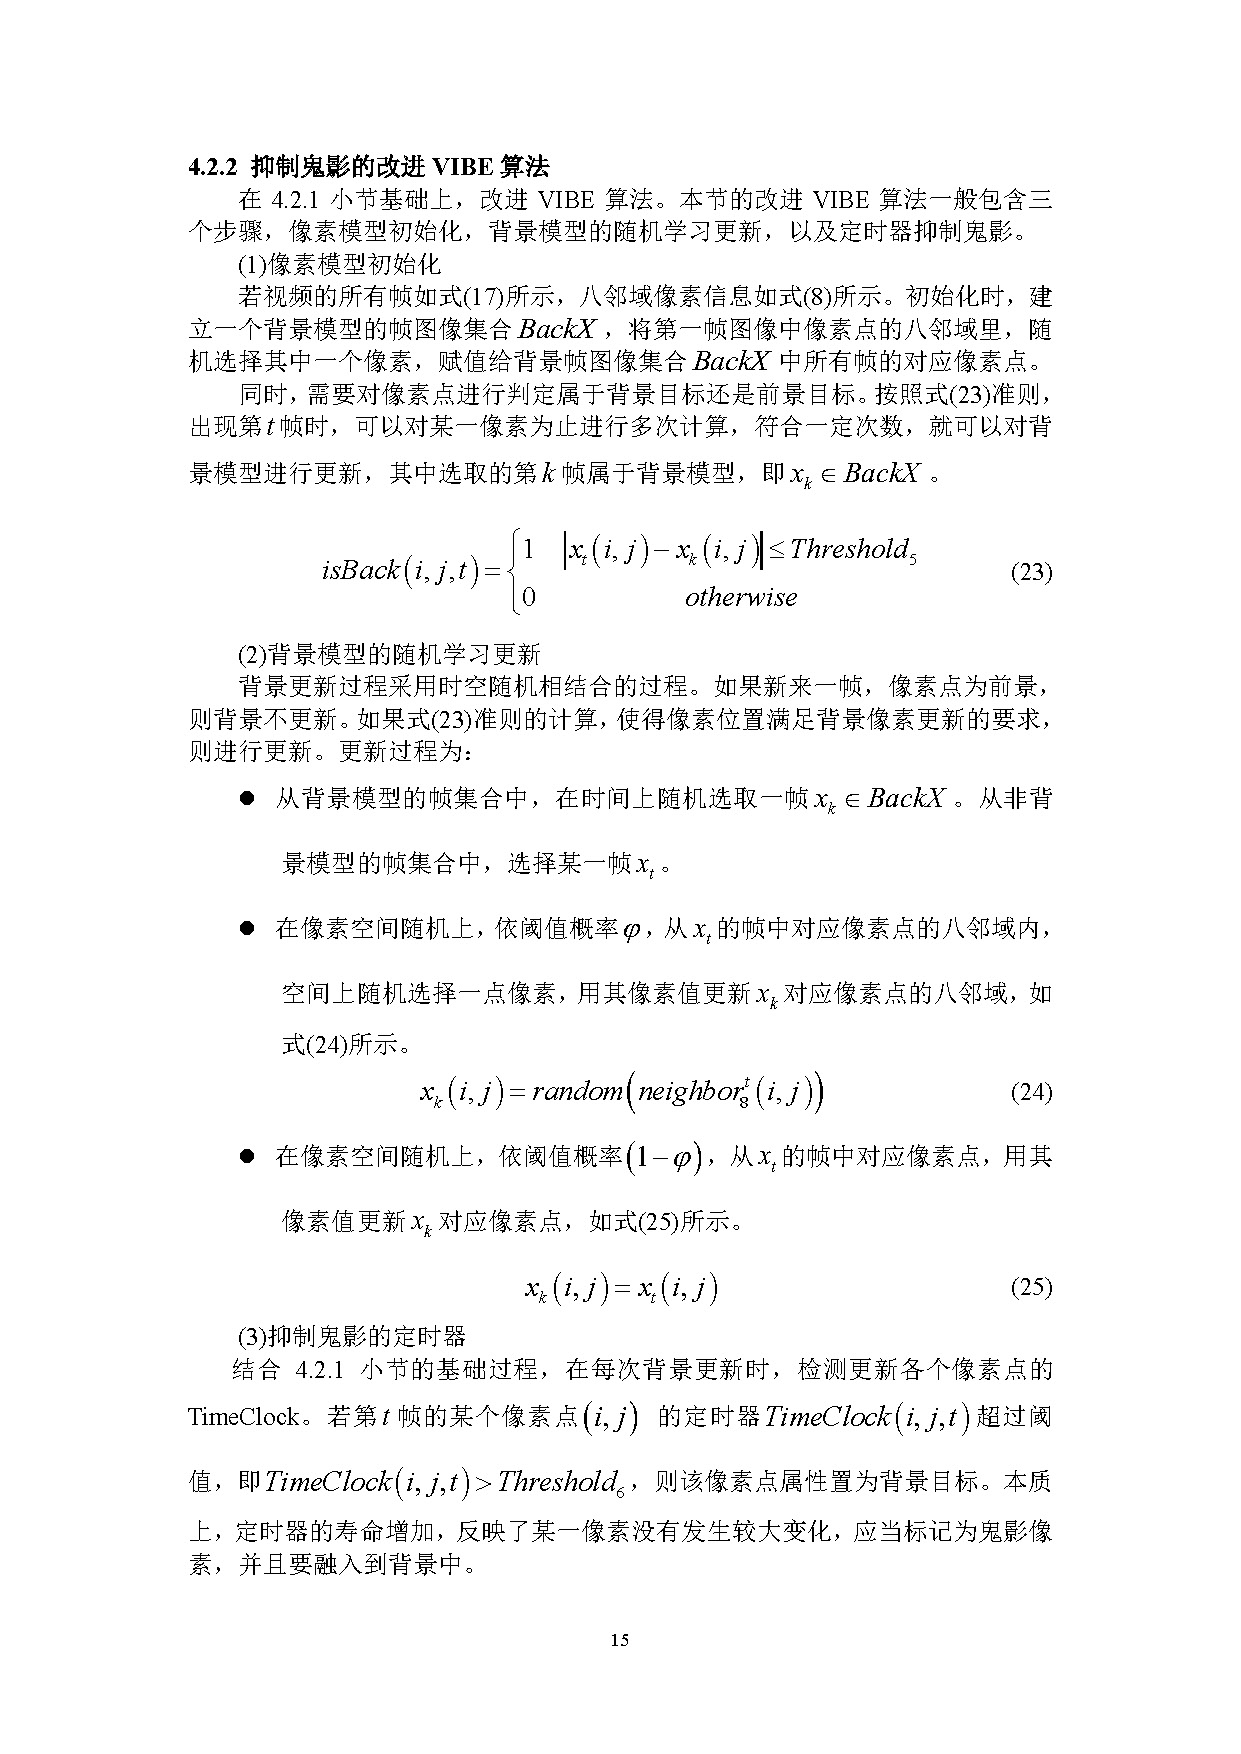 4.2.2 抑制鬼影的改进 VIBE 算法
在 4.2.1 小节基础上，改进 VIBE 算法。本节的改进 VIBE 算法一般包含三
个步骤，像素模型初始化，背景模型的随机学习更新，以及定时器抑制鬼影。
(1)像素模型初始化
若视频的所有帧如式(17)所示，八邻域像素信息如式(8)所示。初始化时，建
立一个背景模型的帧图像集合 BackX ，将第一帧图像中像素点的八邻域里，随
机选择其中一个像素，赋值给背景帧图像集合 BackX 中所有帧的对应像素点。
同时，需要对像素点进行判定属于背景目标还是前景目标。按照式(23)准则，
出现第 t 帧时，可以对某一像素为止进行多次计算，符合一定次数，就可以对背
景模型进行更新，其中选取的第 k 帧属于背景模型，即 x_k ∈ BackX 。
isBack(i, j,t) = { 1 |x_t(i, j) − x_k(i, j)| ≤ Threshold_5
0 otherwise (23)
(2)背景模型的随机学习更新
背景更新过程采用时空随机相结合的过程。如果新来一帧，像素点为前景，
则背景不更新。如果式(23)准则的计算，使得像素位置满足背景像素更新的要求，
则进行更新。更新过程为：
● 从背景模型的帧集合中，在时间上随机选取一帧 x_k ∈ BackX 。从非背
景模型的帧集合中，选择某一帧 x_t 。
● 在像素空间随机上，依阈值概率 φ ，从 x_t 的帧中对应像素点的八邻域内，
空间上随机选择一点像素，用其像素值更新 x_k 对应像素点的八邻域，如
式(24)所示。
x_k(i, j) = random(neighbor_8^t(i, j)) (24)
● 在像素空间随机上，依阈值概率 (1−φ) ，从 x_t 的帧中对应像素点，用其
像素值更新 x_k 对应像素点，如式(25)所示。
x_k(i, j) = x_t(i, j) (25)
(3)抑制鬼影的定时器
结合 4.2.1 小节的基础过程，在每次背景更新时，检测更新各个像素点的
TimeClock。若第 t 帧的某个像素点 (i, j) 的定时器 TimeClock(i, j,t) 超过阈
值，即 TimeClock(i, j,t) > Threshold_6 ，则该像素点属性置为背景目标。本质
上，定时器的寿命增加，反映了某一像素没有发生较大变化，应当标记为鬼影像
素，并且要融入到背景中。
15